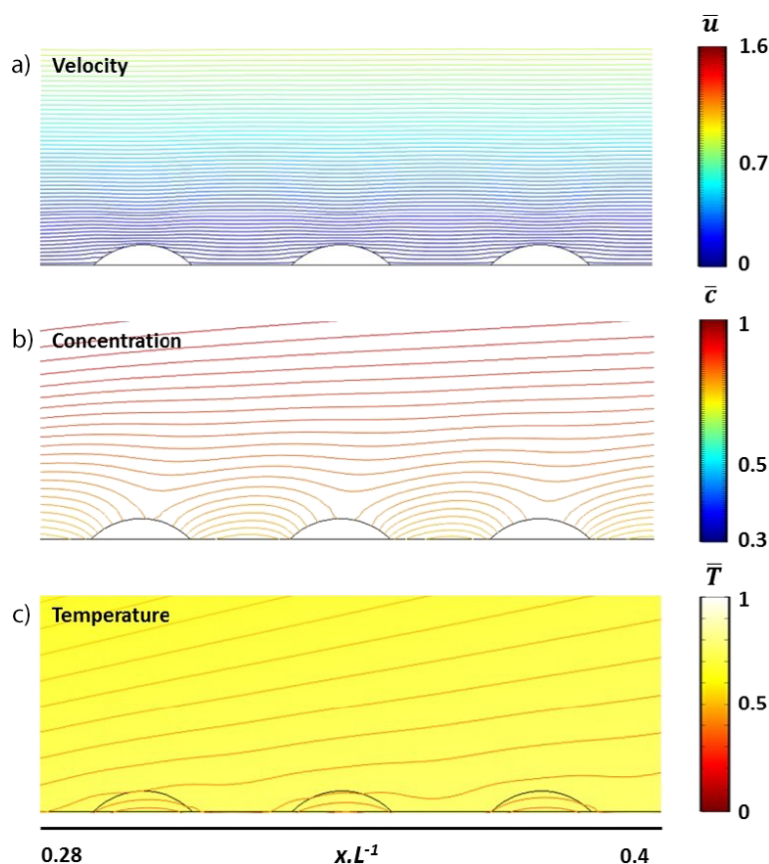 u̅
a) Velocity
1.6
0.7
0
c̅
b) Concentration
1
0.5
0.3
T̅
c) Temperature
1
0.5
0
0.28 x.L⁻¹ 0.4